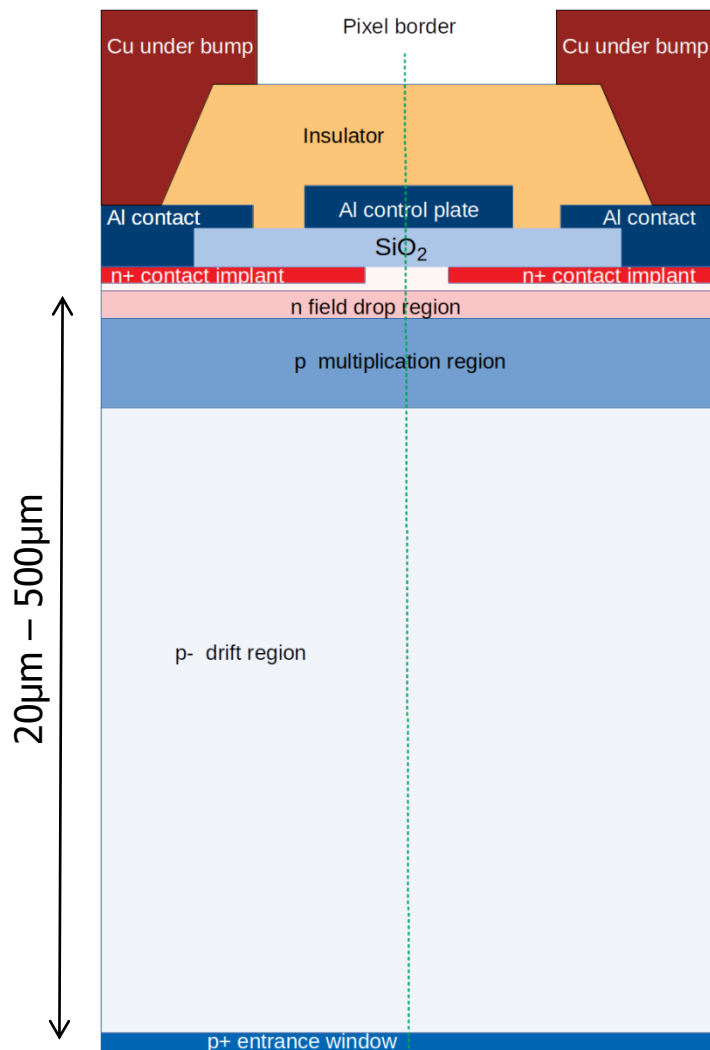 Pixel border
Cu under bump
Cu under bump
Insulator
Al control plate
Al contact
Al contact
SiO₂
n+ contact implant
n+ contact implant
n field drop region
p multiplication region
20μm – 500μm
p- drift region
p+ entrance window